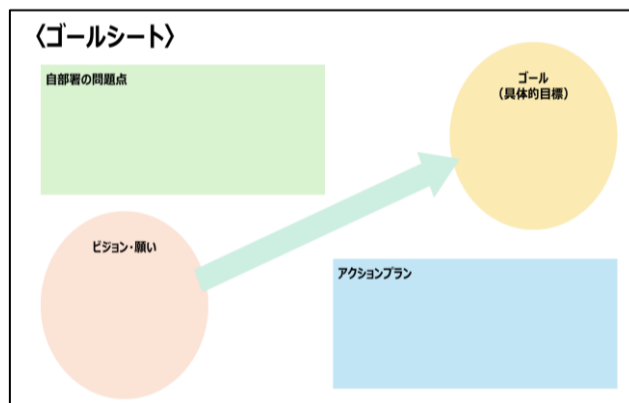 〈ゴールシート〉
自部署の問題点
ゴール
（具体的目標）
ビジョン・願い
アクションプラン